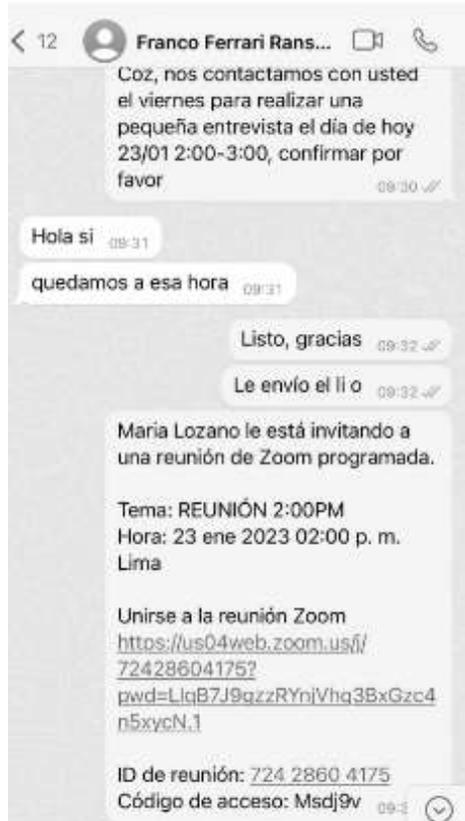 12 Franco Ferrari Rans...
Coz, nos contactamos con usted
el viernes para realizar una
pequeña entrevista el día de hoy
23/01 2:00-3:00, confirmar por
favor 09:30
Hola si 09:31
quedamos a esa hora 09:31
Listo, gracias 09:32
Le envío el li o 09:32
Maria Lozano le está invitando a
una reunión de Zoom programada.
Tema: REUNIÓN 2:00PM
Hora: 23 ene 2023 02:00 p. m.
Lima
Unirse a la reunión Zoom
https://us04web.zoom.us/j/
72428604175?
pwd=LIqB7J9qzzRYnjVhq3BxGzc4
n5xycN.1
ID de reunión: 724 2860 4175
Código de acceso: Msdj9v